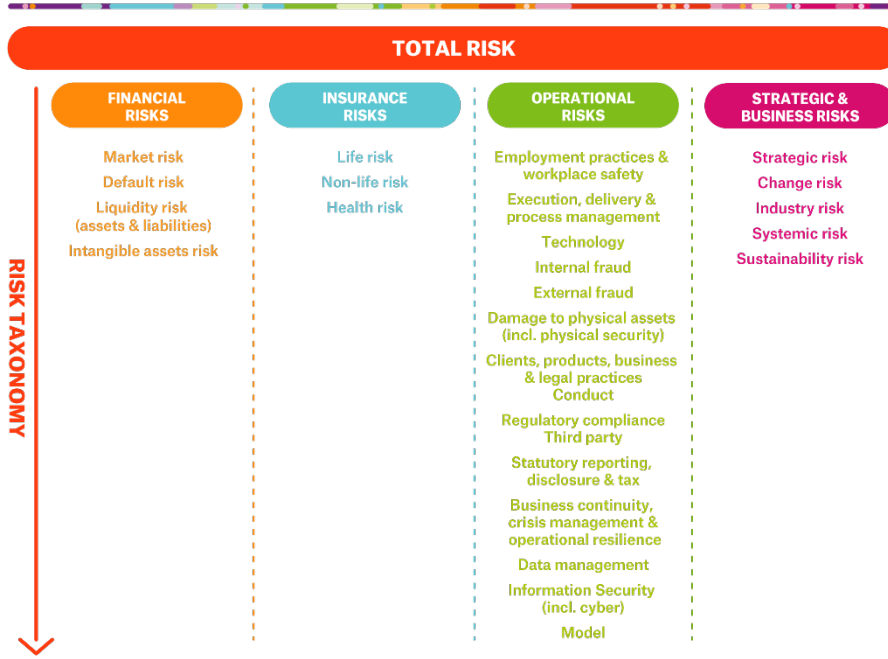 TOTAL RISK
RISK TAXONOMY
FINANCIAL
RISKS
Market risk
Default risk
Liquidity risk
(assets & liabilities)
Intangible assets risk
INSURANCE
RISKS
Life risk
Non-life risk
Health risk
OPERATIONAL
RISKS
Employment practices &
workplace safety
Execution, delivery &
process management
Technology
Internal fraud
External fraud
Damage to physical assets
(incl. physical security)
Clients, products, business
& legal practices
Conduct
Regulatory compliance
Third party
Statutory reporting,
disclosure & tax
Business continuity,
crisis management &
operational resilience
Data management
Information Security
(incl. cyber)
Model
STRATEGIC &
BUSINESS RISKS
Strategic risk
Change risk
Industry risk
Systemic risk
Sustainability risk